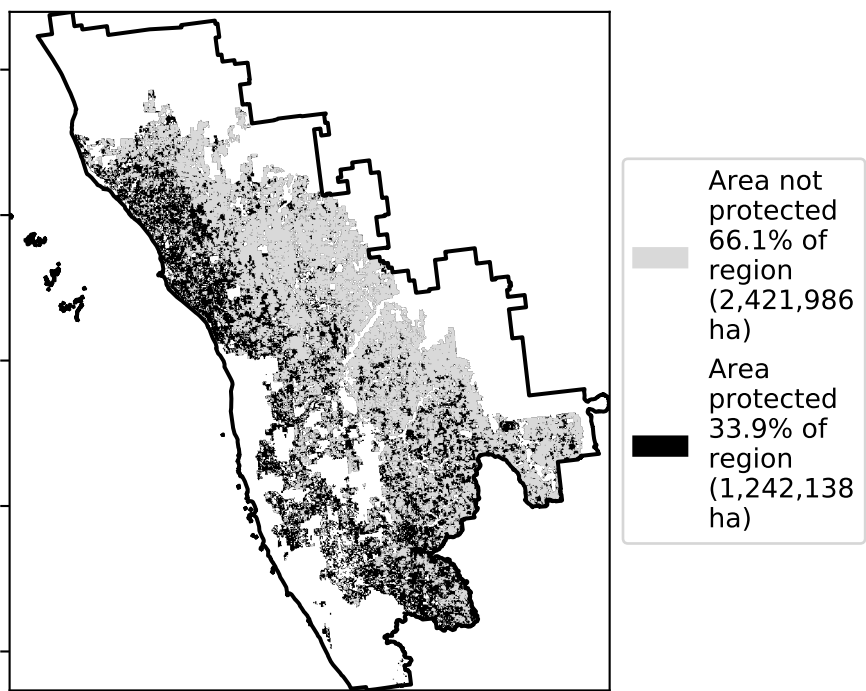 Area not
protected
66.1% of
region
(2,421,986
ha)
Area
protected
33.9% of
region
(1,242,138
ha)